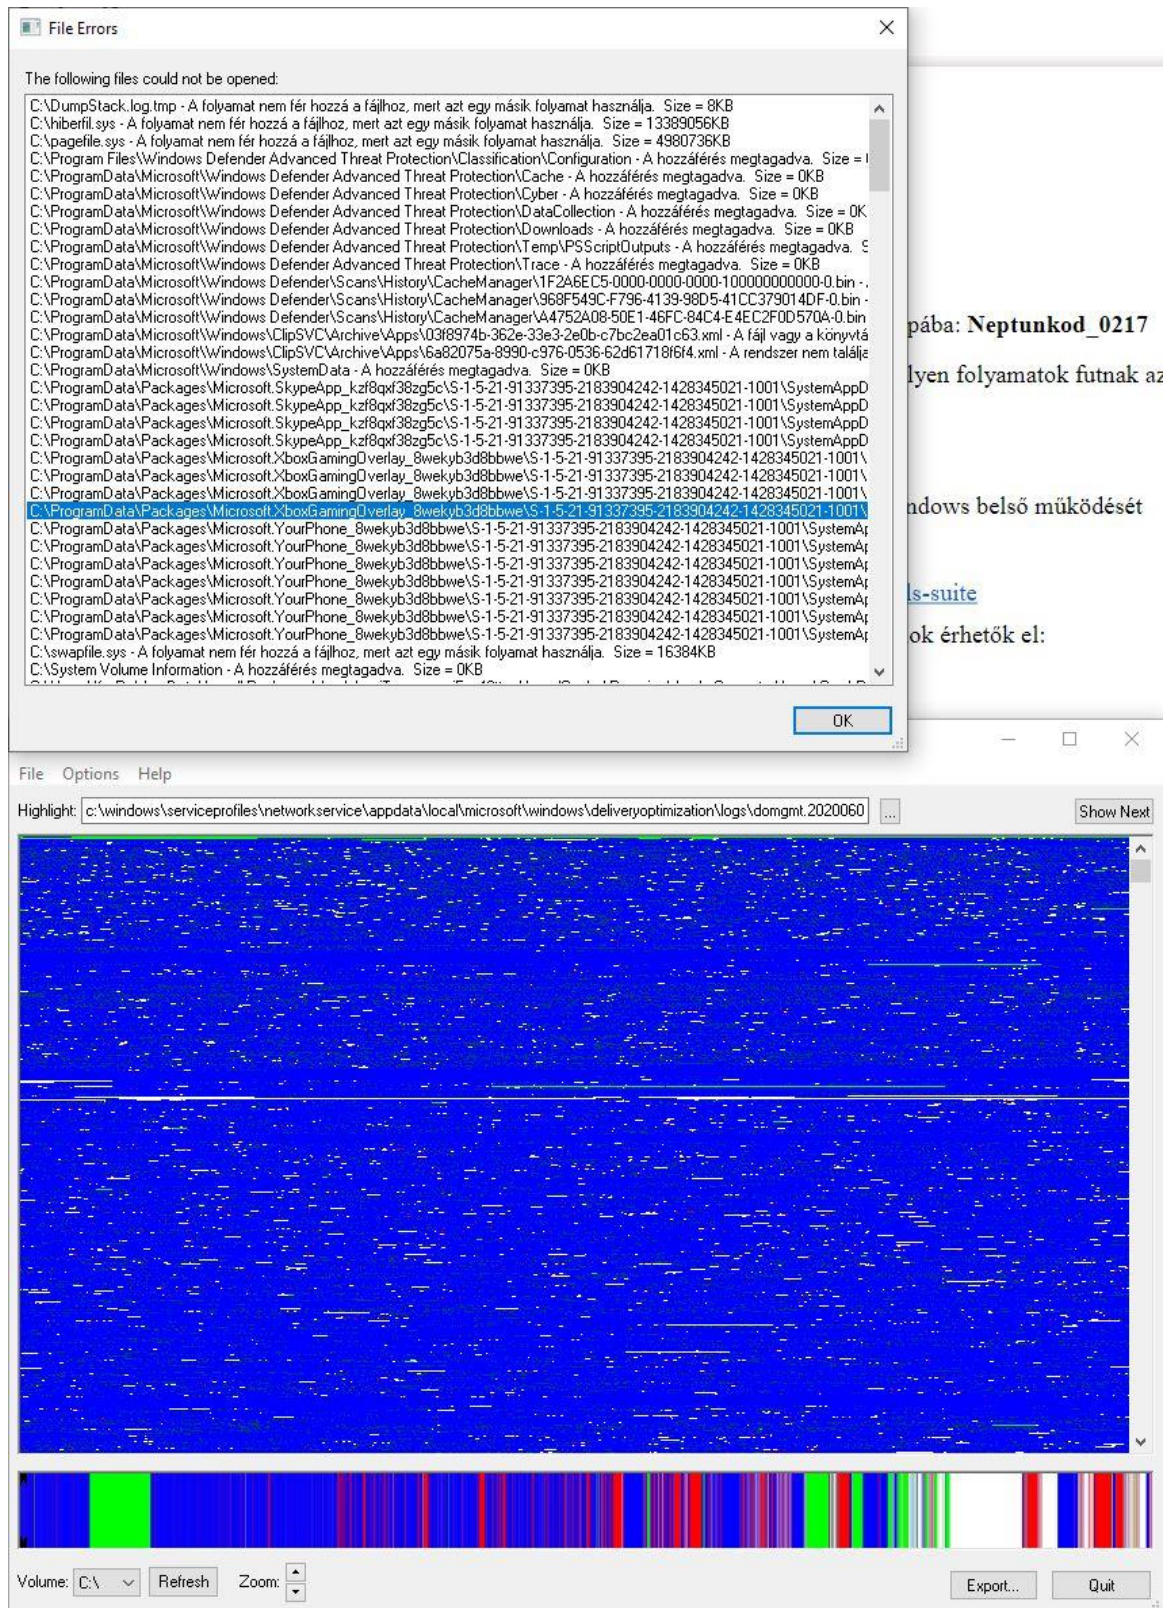 File Errors
The following files could not be opened:
C:\DumpStack.log.tmp - A folyamat nem fér hozzá a fájlhoz, mert azt egy másik folyamat használja. Size = 8KB
C:\hiberfil.sys - A folyamat nem fér hozzá a fájlhoz, mert azt egy másik folyamat használja. Size = 13389056KB
C:\pagefile.sys - A folyamat nem fér hozzá a fájlhoz, mert azt egy másik folyamat használja. Size = 4980736KB
C:\Program Files\Windows Defender Advanced Threat Protection\Classification\Configuration - A hozzáférés megtagadva. Size =
C:\ProgramData\Microsoft\Windows Defender Advanced Threat Protection\Cache - A hozzáférés megtagadva. Size = 0KB
C:\ProgramData\Microsoft\Windows Defender Advanced Threat Protection\Cyber - A hozzáférés megtagadva. Size = 0KB
C:\ProgramData\Microsoft\Windows Defender Advanced Threat Protection\DataCollection - A hozzáférés megtagadva. Size = 0K
C:\ProgramData\Microsoft\Windows Defender Advanced Threat Protection\Downloads - A hozzáférés megtagadva. Size = 0KB
C:\ProgramData\Microsoft\Windows Defender Advanced Threat Protection\Temp\PSScriptOutputs - A hozzáférés megtagadva. S
C:\ProgramData\Microsoft\Windows Defender Advanced Threat Protection\Trace - A hozzáférés megtagadva. Size = 0KB
C:\ProgramData\Microsoft\Windows Defender\Scans\History\CacheManager\1F2A6EC5-0000-0000-0000-100000000000-0.bin -
C:\ProgramData\Microsoft\Windows Defender\Scans\History\CacheManager\968F549C-F796-4139-98D5-41CC379014DF-0.bin -
C:\ProgramData\Microsoft\Windows Defender\Scans\History\CacheManager\A4752A08-50E1-46FC-84C4-E4EC2F0D570A-0.bin
C:\ProgramData\Microsoft\Windows\ClipSVC\Archive\Apps\03f8974b-362e-33e3-2e0b-c7bc2ea01c63.xml - A fájl vagy a könyvtá
C:\ProgramData\Microsoft\Windows\ClipSVC\Archive\Apps\6a82075a-8990-c976-0536-62d61718f6f4.xml - A rendszer nem találja
C:\ProgramData\Microsoft\Windows\SystemData - A hozzáférés megtagadva. Size = 0KB
C:\ProgramData\Packages\Microsoft.SkypeApp_kzf8qxf38zg5c\S-1-5-21-91337395-2183904242-1428345021-1001\SystemAppD
C:\ProgramData\Packages\Microsoft.SkypeApp_kzf8qxf38zg5c\S-1-5-21-91337395-2183904242-1428345021-1001\SystemAppD
C:\ProgramData\Packages\Microsoft.SkypeApp_kzf8qxf38zg5c\S-1-5-21-91337395-2183904242-1428345021-1001\SystemAppD
C:\ProgramData\Packages\Microsoft.SkypeApp_kzf8qxf38zg5c\S-1-5-21-91337395-2183904242-1428345021-1001\SystemAppD
C:\ProgramData\Packages\Microsoft.XboxGamingOverlay_8wekyb3d8bbwe\S-1-5-21-91337395-2183904242-1428345021-1001\
C:\ProgramData\Packages\Microsoft.XboxGamingOverlay_8wekyb3d8bbwe\S-1-5-21-91337395-2183904242-1428345021-1001\
C:\ProgramData\Packages\Microsoft.XboxGamingOverlay_8wekyb3d8bbwe\S-1-5-21-91337395-2183904242-1428345021-1001\
C:\ProgramData\Packages\Microsoft.XboxGamingOverlay_8wekyb3d8bbwe\S-1-5-21-91337395-2183904242-1428345021-1001\
C:\ProgramData\Packages\Microsoft.YourPhone_8wekyb3d8bbwe\S-1-5-21-91337395-2183904242-1428345021-1001\SystemAp
C:\ProgramData\Packages\Microsoft.YourPhone_8wekyb3d8bbwe\S-1-5-21-91337395-2183904242-1428345021-1001\SystemAp
C:\ProgramData\Packages\Microsoft.YourPhone_8wekyb3d8bbwe\S-1-5-21-91337395-2183904242-1428345021-1001\SystemAp
C:\ProgramData\Packages\Microsoft.YourPhone_8wekyb3d8bbwe\S-1-5-21-91337395-2183904242-1428345021-1001\SystemAp
C:\ProgramData\Packages\Microsoft.YourPhone_8wekyb3d8bbwe\S-1-5-21-91337395-2183904242-1428345021-1001\SystemAp
C:\ProgramData\Packages\Microsoft.YourPhone_8wekyb3d8bbwe\S-1-5-21-91337395-2183904242-1428345021-1001\SystemAp
C:\ProgramData\Packages\Microsoft.YourPhone_8wekyb3d8bbwe\S-1-5-21-91337395-2183904242-1428345021-1001\SystemAp
C:\swapfile.sys - A folyamat nem fér hozzá a fájlhoz, mert azt egy másik folyamat használja. Size = 16384KB
C:\System Volume Information - A hozzáférés megtagadva. Size = 0KB
OK
pába: Neptunkod_0217
lyen folyamatok futnak az
ndows belső működését
ls-suite
ok érhetők el:
File Options Help
Highlight: c:\windows\serviceprofiles\networkservice\appdata\local\microsoft\windows\deliveryoptimization\logs\domgmt.2020060 ... Show Next
Volume: C:\ Refresh Zoom: Export... Quit